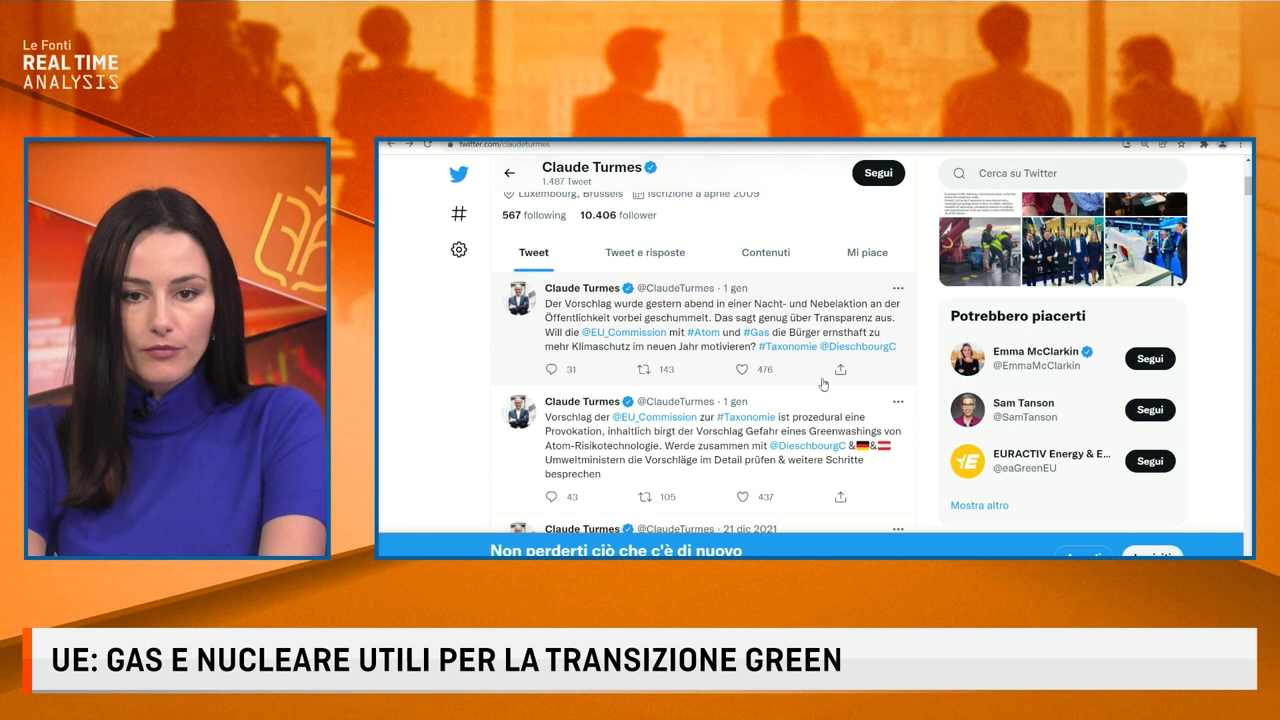 Le Fonti
REAL TIME
ANALYSIS
twitter.com/claudeturmes
Claude Turmes
1.487 Tweet
Segui
Cerca su Twitter
Luxembourg, Brussels Iscrizione a aprile 2009
567 following 10.406 follower
Tweet Tweet e risposte Contenuti Mi piace
Claude Turmes @ClaudeTurmes · 1 gen
Der Vorschlag wurde gestern abend in einer Nacht- und Nebelaktion an der
Öffentlichkeit vorbei geschummelt. Das sagt genug über Transparenz aus.
Will die @EU_Commission mit #Atom und #Gas die Bürger ernsthaft zu
mehr Klimaschutz im neuen Jahr motivieren? #Taxonomie @DieschbourgC
31 143 476
Claude Turmes @ClaudeTurmes · 1 gen
Vorschlag der @EU_Commission zur #Taxonomie ist prozedural eine
Provokation, inhaltlich birgt der Vorschlag Gefahr eines Greenwashings von
Atom-Risikotechnologie. Werde zusammen mit @DieschbourgC &🇩🇪&🇦🇹
Umweltministern die Vorschläge im Detail prüfen & weitere Schritte
besprechen
43 105 437
Claude Turmes @ClaudeTurmes · 21 dic 2021
Potrebbero piacerti
Emma McClarkin
@EmmaMcClarkin
Segui
Sam Tanson
@SamTanson
Segui
EURACTIV Energy & E...
@eaGreenEU
Segui
Mostra altro
Non perderti ciò che c'è di nuovo
UE: GAS E NUCLEARE UTILI PER LA TRANSIZIONE GREEN